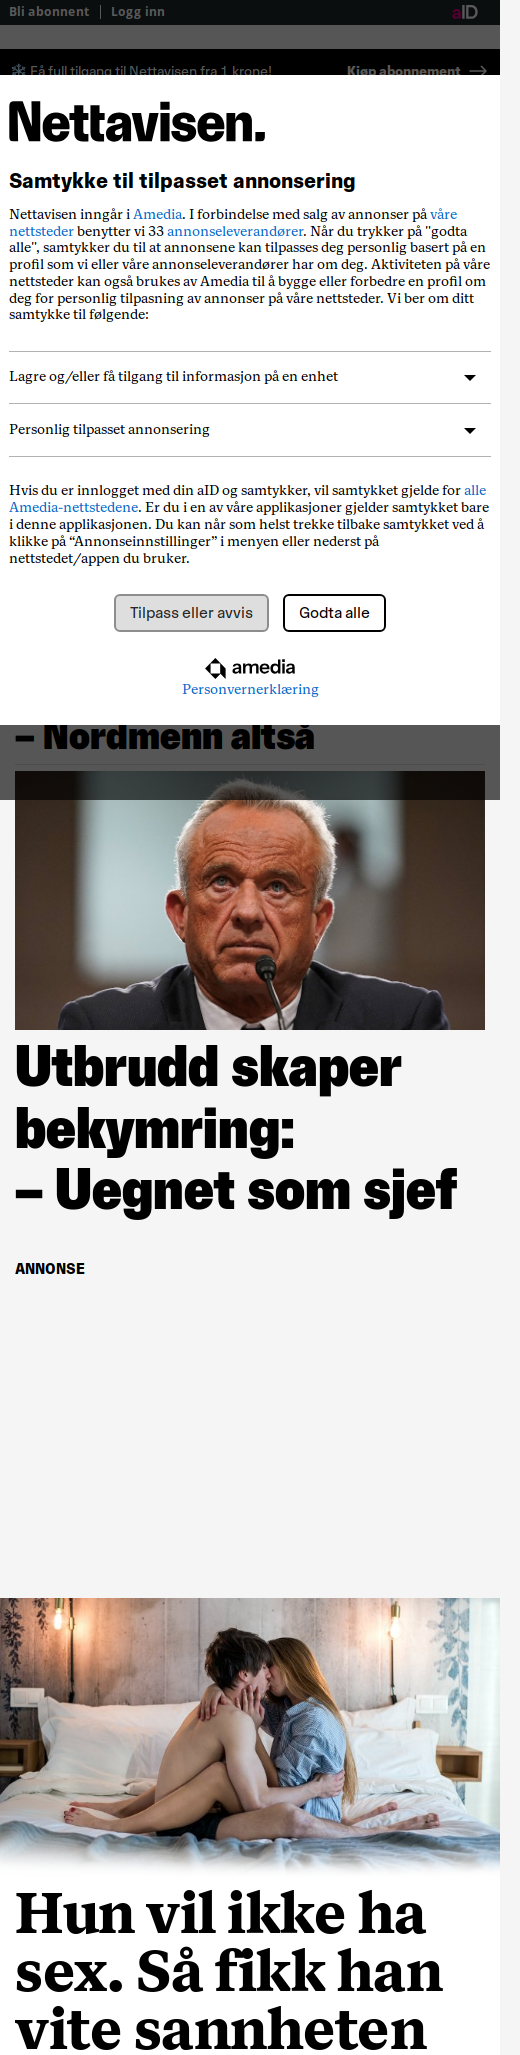 Bli abonnent | Logg inn
aID
Få full tilgang til Nettavisen fra 1 krone!
Kjøp abonnement
Nettavisen.
Samtykke til tilpasset annonsering
Nettavisen inngår i Amedia. I forbindelse med salg av annonser på våre
nettsteder benytter vi 33 annonseleverandører. Når du trykker på "godta
alle", samtykker du til at annonsene kan tilpasses deg personlig basert på en
profil som vi eller våre annonseleverandører har om deg. Aktiviteten på våre
nettsteder kan også brukes av Amedia til å bygge eller forbedre en profil om
deg for personlig tilpasning av annonser på våre nettsteder. Vi ber om ditt
samtykke til følgende:
Lagre og/eller få tilgang til informasjon på en enhet
Personlig tilpasset annonsering
Hvis du er innlogget med din aID og samtykker, vil samtykket gjelde for alle
Amedia-nettstedene. Er du i en av våre applikasjoner gjelder samtykket bare
i denne applikasjonen. Du kan når som helst trekke tilbake samtykket ved å
klikke på “Annonseinnstillinger” i menyen eller nederst på
nettstedet/appen du bruker.
Tilpass eller avvis
Godta alle
amedia
Personvernerklæring
– Nordmenn altså
Utbrudd skaper
bekymring:
– Uegnet som sjef
ANNONSE
Hun vil ikke ha
sex. Så fikk han
vite sannheten